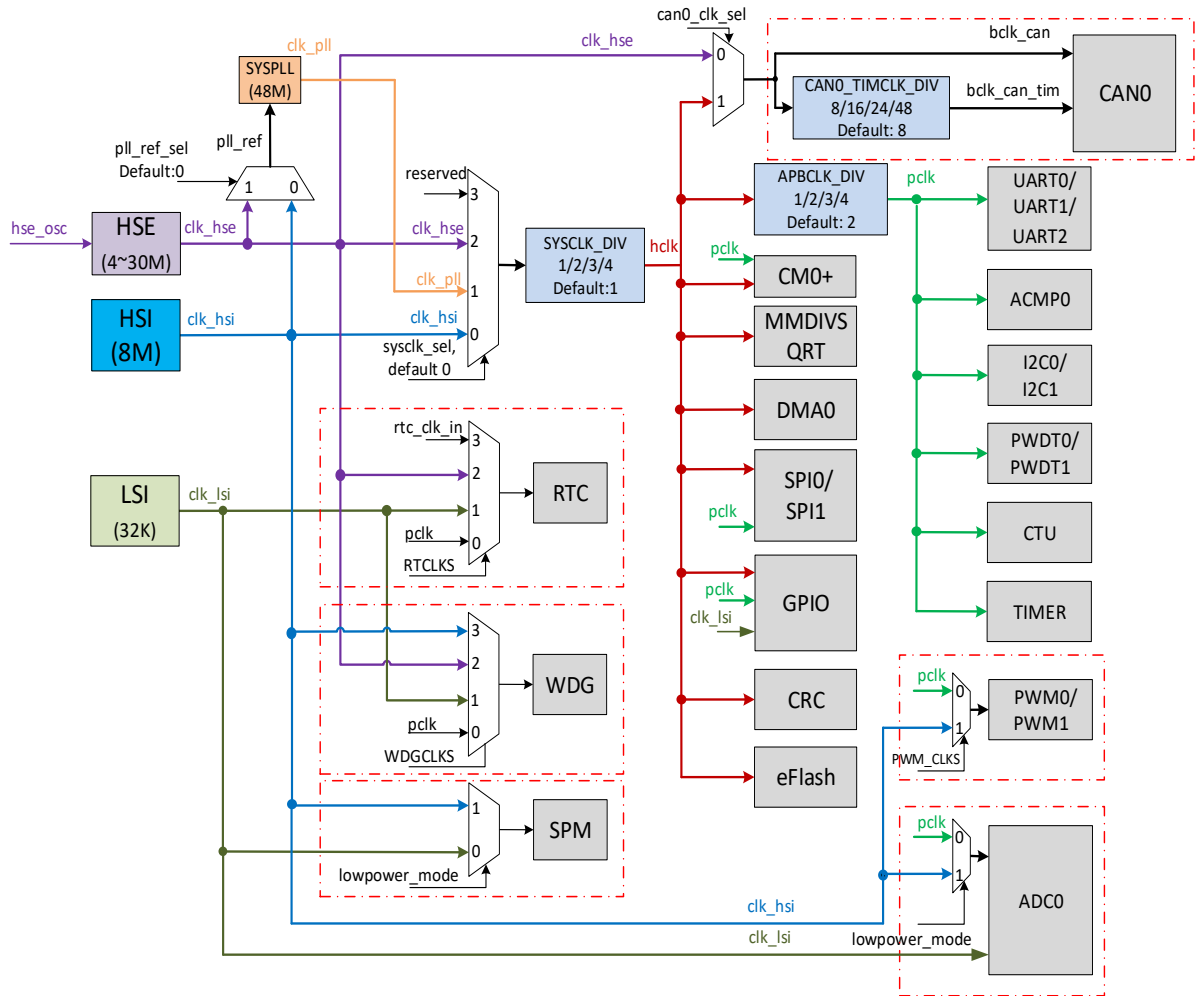 can0_clk_sel
clk_pll
clk_hse
0
1
bclk_can
CAN0_TIMCLK_DIV
8/16/24/48
Default: 8
bclk_can_tim
CAN0
SYSPLL
(48M)
pll_ref
pll_ref_sel
Default:0
1
0
reserved
3
APBCLK_DIV
1/2/3/4
Default: 2
pclk
UART0/
UART1/
UART2
hse_osc
HSE
(4~30M)
clk_hse
clk_hse
2
SYSCLK_DIV
1/2/3/4
Default:1
hclk
pclk
CM0+
ACMP0
clk_pll
1
HSI
(8M)
clk_hsi
clk_hsi
0
sysclk_sel,
default 0
MMDIVS
QRT
I2C0/
I2C1
DMA0
rtc_clk_in
3
2
1
0
pclk
RTCLKS
RTC
PWDT0/
PWDT1
SPI0/
SPI1
pclk
LSI
(32K)
clk_lsi
CTU
GPIO
pclk
clk_lsi
TIMER
3
2
1
0
pclk
WDGCLKS
WDG
CRC
pclk
0
1
PWM_CLKS
PWM0/
PWM1
eFlash
1
0
lowpower_mode
SPM
pclk
0
1
lowpower_mode
ADC0
clk_hsi
clk_lsi